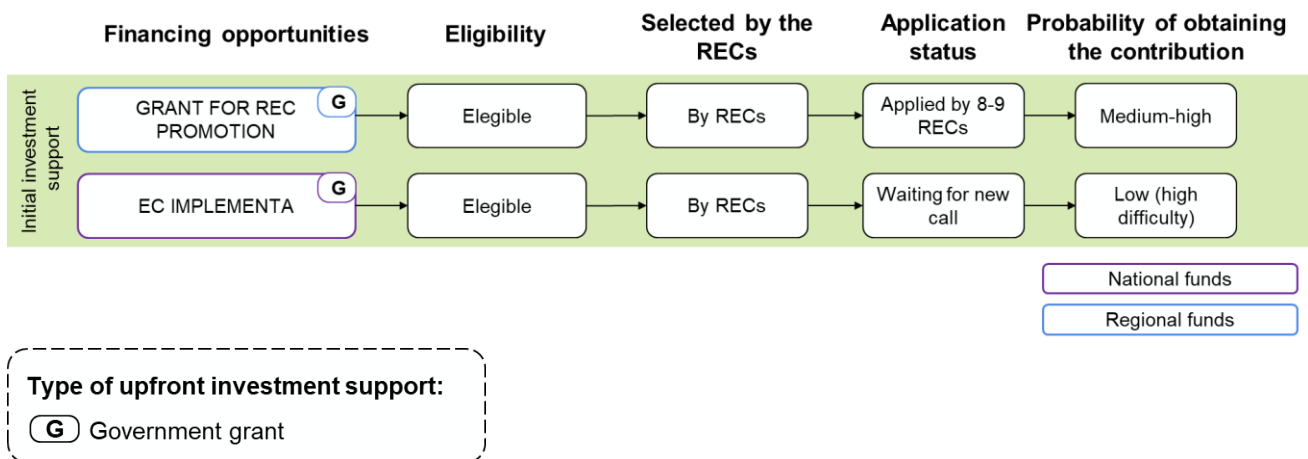 Financing opportunities
Eligibility
Selected by the
RECs
Application
status
Probability of obtaining
the contribution
Initial investment
support
GRANT FOR REC
PROMOTION
G
Elegible
By RECs
Applied by 8-9
RECs
Medium-high
EC IMPLEMENTA
G
Elegible
By RECs
Waiting for new
call
Low (high
difficulty)
National funds
Regional funds
Type of upfront investment support:
G Government grant